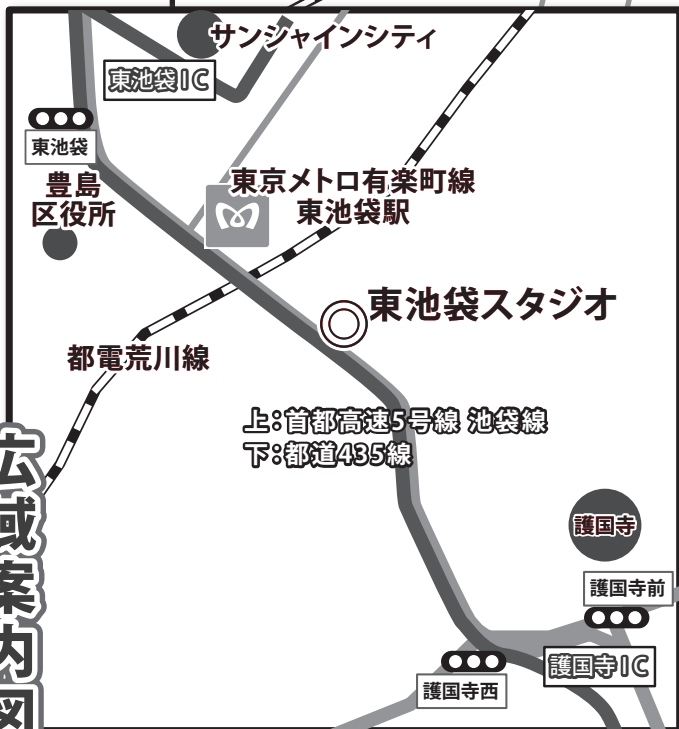 サンシャインシティ
東池袋IC
東池袋
豊島
区役所
東京メトロ有楽町線
東池袋駅
東池袋スタジオ
都電荒川線
上:首都高速5号線 池袋線
下:都道435線
広域案内図
護国寺
護国寺前
護国寺IC
護国寺西